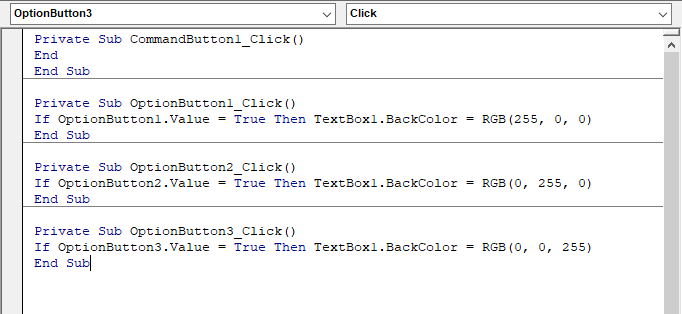 OptionButton3
Click
Private Sub CommandButton1_Click()
End
End Sub
Private Sub OptionButton1_Click()
If OptionButton1.Value = True Then TextBox1.BackColor = RGB(255, 0, 0)
End Sub
Private Sub OptionButton2_Click()
If OptionButton2.Value = True Then TextBox1.BackColor = RGB(0, 255, 0)
End Sub
Private Sub OptionButton3_Click()
If OptionButton3.Value = True Then TextBox1.BackColor = RGB(0, 0, 255)
End Sub